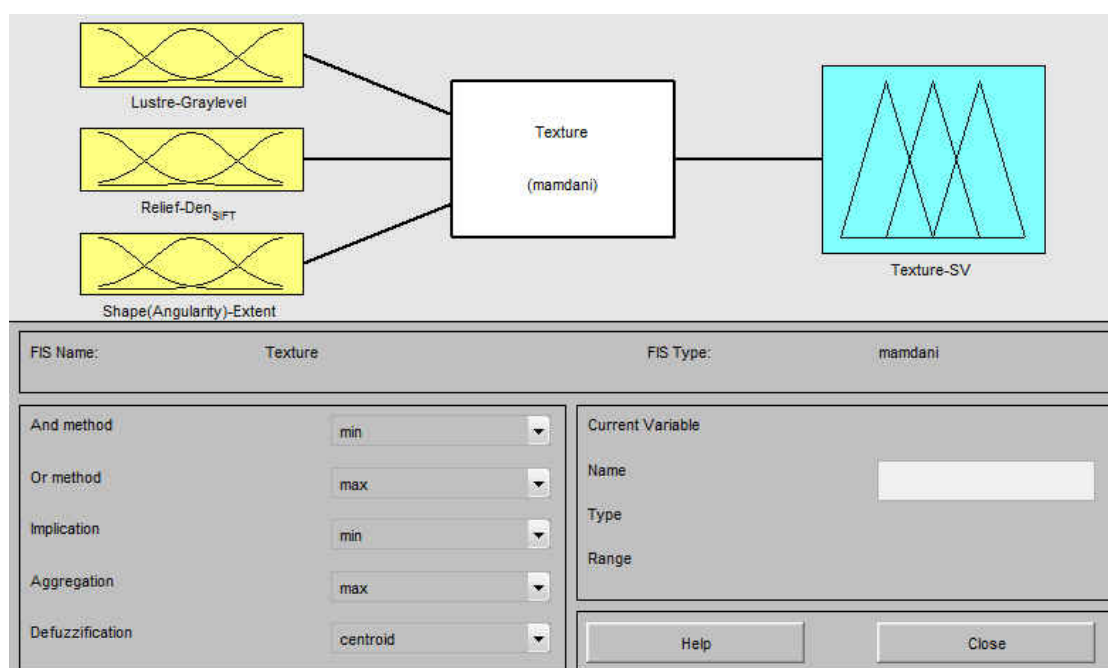 Lustre-Graylevel
Relief-Den_SIFT
Shape(Angularity)-Extent
Texture
(mamdani)
Texture-SV
FIS Name: Texture FIS Type: mamdani
And method min
Or method max
Implication min
Aggregation max
Defuzzification centroid
Current Variable
Name
Type
Range
Help Close